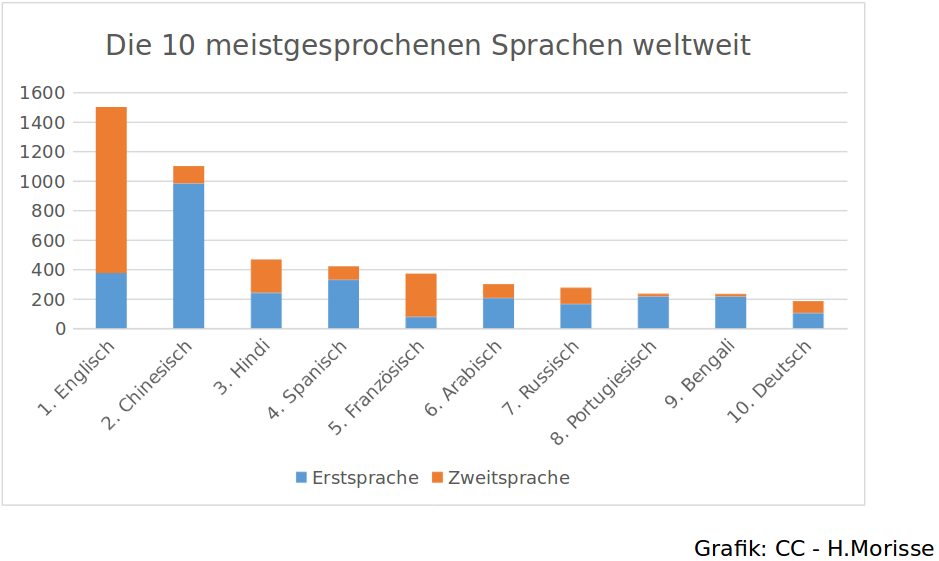 Die 10 meistgesprochenen Sprachen weltweit
1600
1400
1200
1000
800
600
400
200
0
1. Englisch
2. Chinesisch
3. Hindi
4. Spanisch
5. Französisch
6. Arabisch
7. Russisch
8. Portugiesisch
9. Bengali
10. Deutsch
Erstsprache Zweitsprache
Grafik: CC - H.Morisse